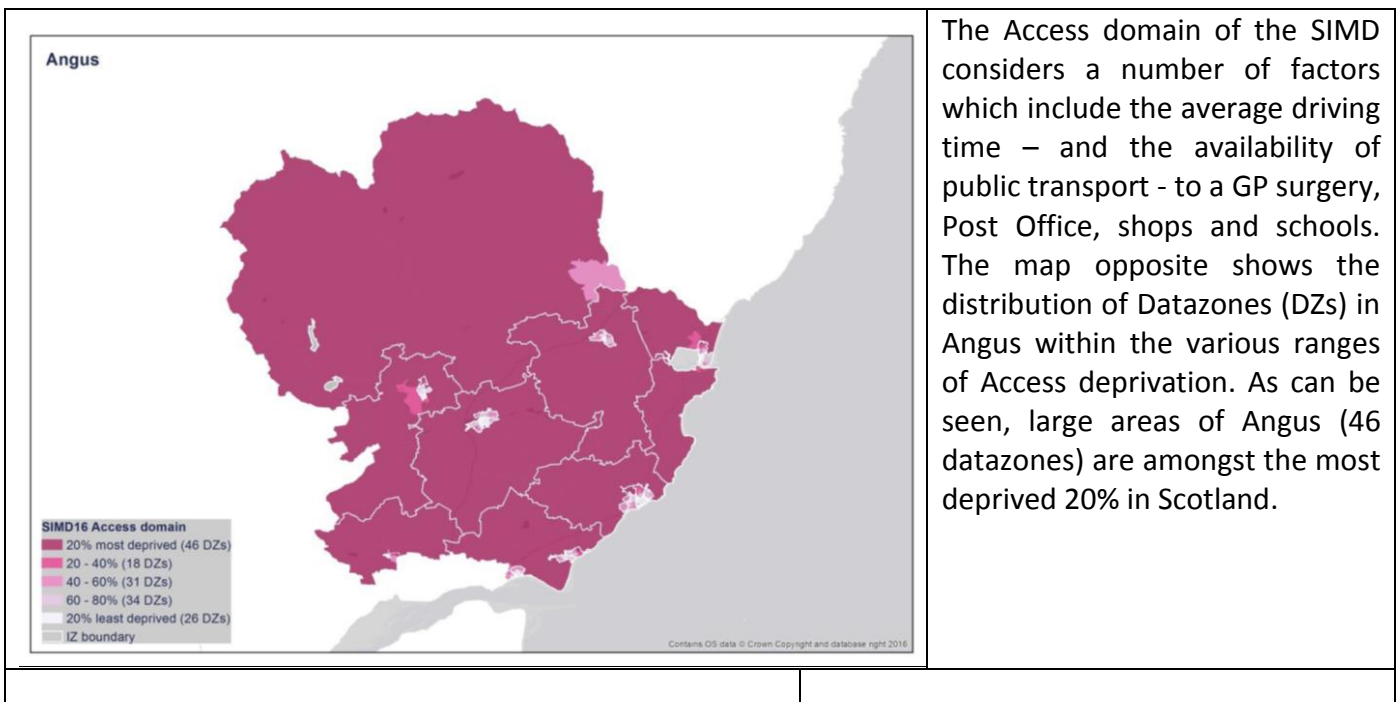 Angus
SIMD16 Access domain
20% most deprived (46 DZs)
20 - 40% (18 DZs)
40 - 60% (31 DZs)
60 - 80% (34 DZs)
20% least deprived (26 DZs)
IZ boundary
Contains OS data © Crown Copyright and database right 2016
The Access domain of the SIMD
considers a number of factors
which include the average driving
time – and the availability of
public transport - to a GP surgery,
Post Office, shops and schools.
The map opposite shows the
distribution of Datazones (DZs) in
Angus within the various ranges
of Access deprivation. As can be
seen, large areas of Angus (46
datazones) are amongst the most
deprived 20% in Scotland.